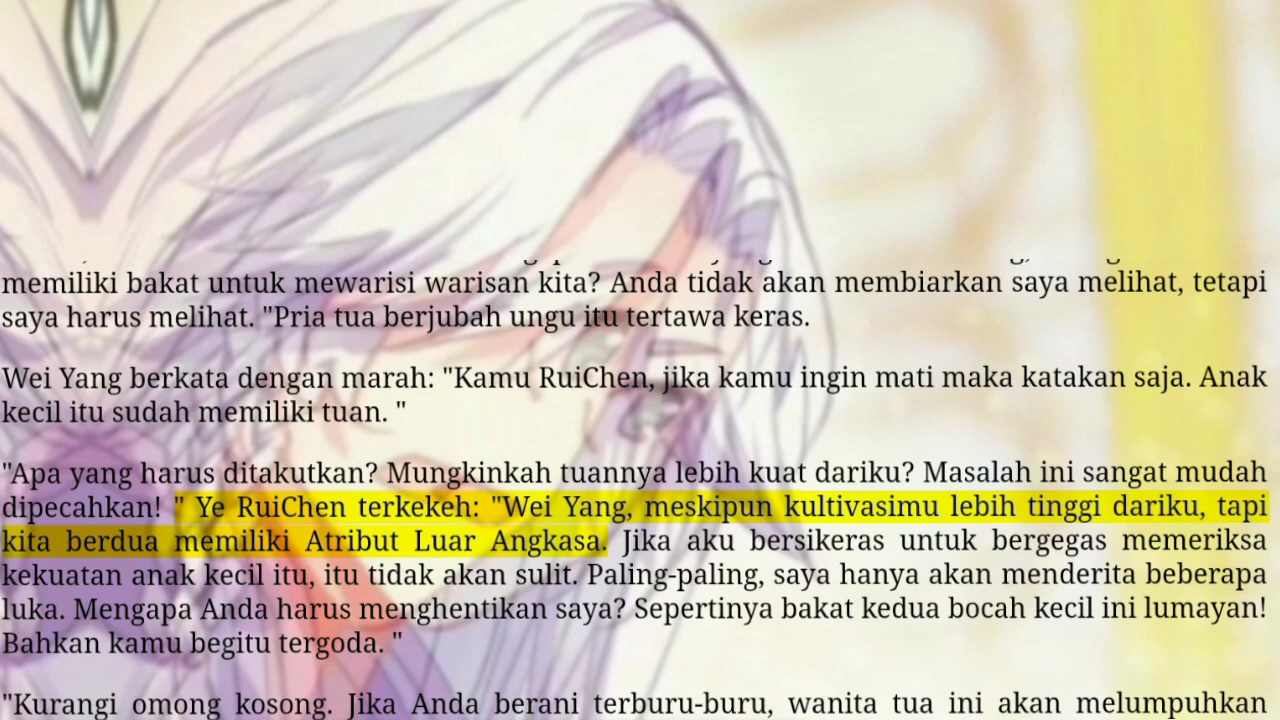 memiliki bakat untuk mewarisi warisan kita? Anda tidak akan membiarkan saya melihat, tetapi
saya harus melihat. "Pria tua berjubah ungu itu tertawa keras.
Wei Yang berkata dengan marah: "Kamu RuiChen, jika kamu ingin mati maka katakan saja. Anak
kecil itu sudah memiliki tuan. "
"Apa yang harus ditakutkan? Mungkinkah tuannya lebih kuat dariku? Masalah ini sangat mudah
dipecahkan! " Ye RuiChen terkekeh: "Wei Yang, meskipun kultivasimu lebih tinggi dariku, tapi
kita berdua memiliki Atribut Luar Angkasa. Jika aku bersikeras untuk bergegas memeriksa
kekuatan anak kecil itu, itu tidak akan sulit. Paling-paling, saya hanya akan menderita beberapa
luka. Mengapa Anda harus menghentikan saya? Sepertinya bakat kedua bocah kecil ini lumayan!
Bahkan kamu begitu tergoda. "
"Kurangi omong kosong. Jika Anda berani terburu-buru, wanita tua ini akan melumpuhkan